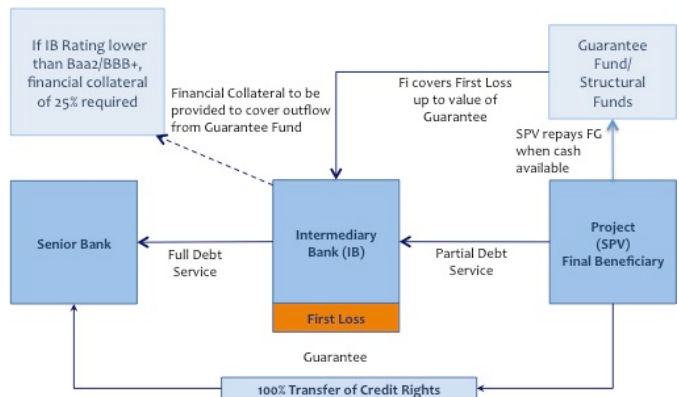 If IB Rating lower
than Baa2/BBB+,
financial collateral
of 25% required
Financial Collateral to be
provided to cover outflow
from Guarantee Fund
Fi covers First Loss
up to value of
Guarantee
Guarantee
Fund/
Structural
Funds
SPV repays FG
when cash
available
Senior Bank
Full Debt
Service
Intermediary
Bank (IB)
First Loss
Partial Debt
Service
Project
(SPV)
Final Beneficiary
Guarantee
100% Transfer of Credit Rights